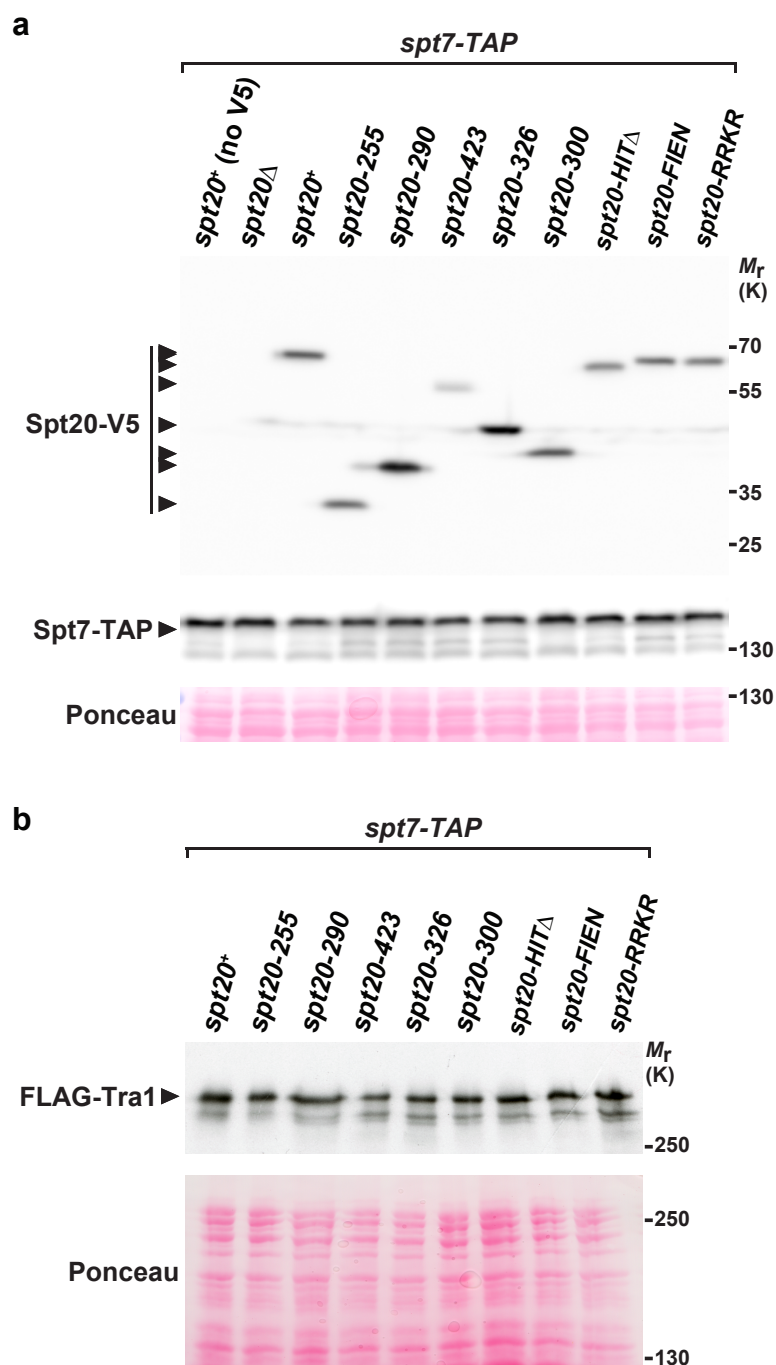 a
spt7-TAP
spt20+ (no V5)
spt20Δ
spt20+
spt20-255
spt20-290
spt20-423
spt20-326
spt20-300
spt20-HITΔ
spt20-FIEN
spt20-RRKR
Mr
(K)
70
55
Spt20-V5
35
25
Spt7-TAP
130
130
Ponceau
b
spt7-TAP
spt20+
spt20-255
spt20-290
spt20-423
spt20-326
spt20-300
spt20-HITΔ
spt20-FIEN
spt20-RRKR
Mr
(K)
FLAG-Tra1
250
250
Ponceau
130